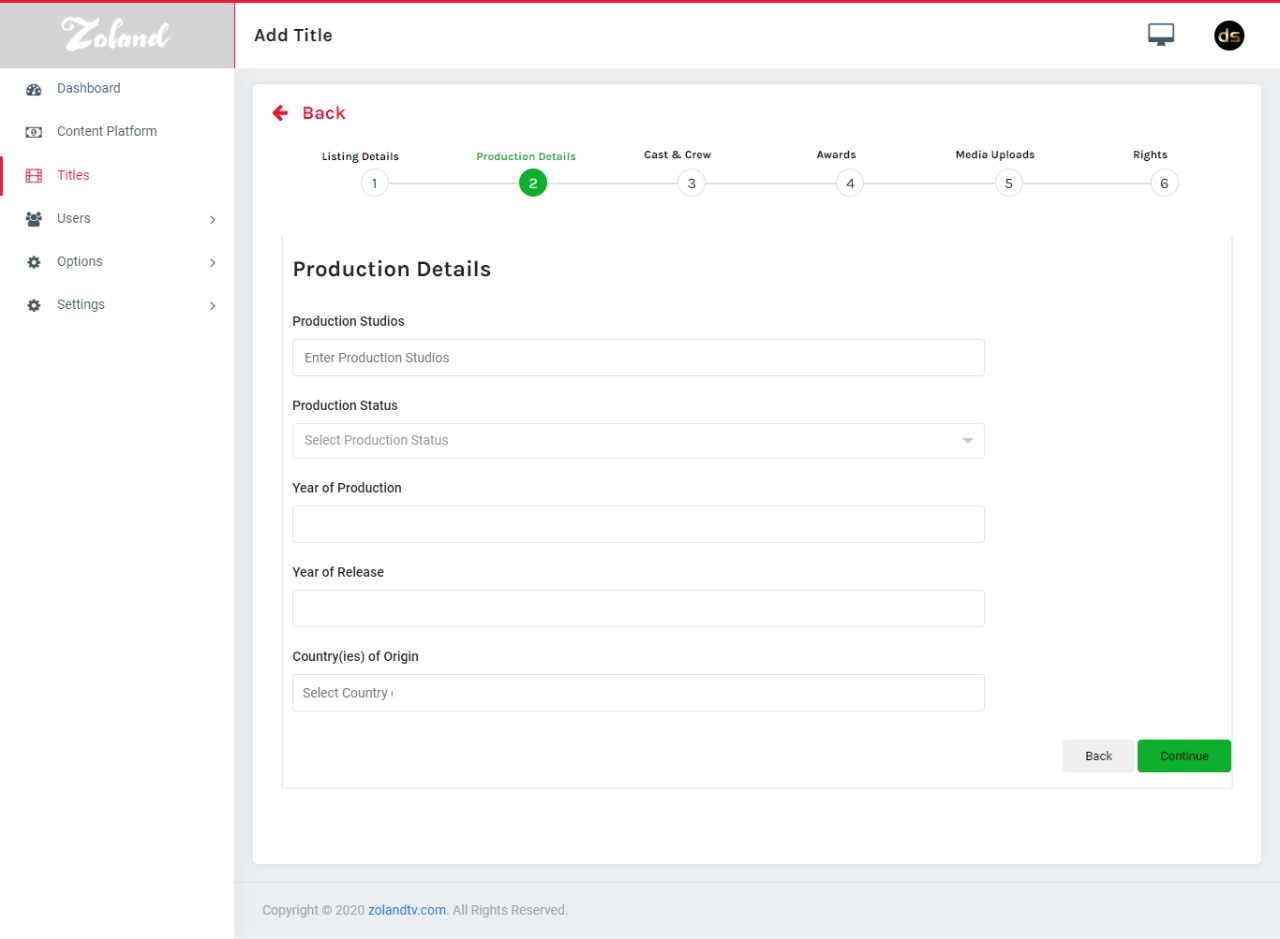 Zoland
Add Title
ds
Dashboard
Content Platform
Titles
Users
Options
Settings
Back
Listing Details
Production Details
Cast & Crew
Awards
Media Uploads
Rights
1
2
3
4
5
6
Production Details
Production Studios
Enter Production Studios
Production Status
Select Production Status
Year of Production
Year of Release
Country(ies) of Origin
Select Country
Back
Continue
Copyright © 2020 zolandtv.com. All Rights Reserved.